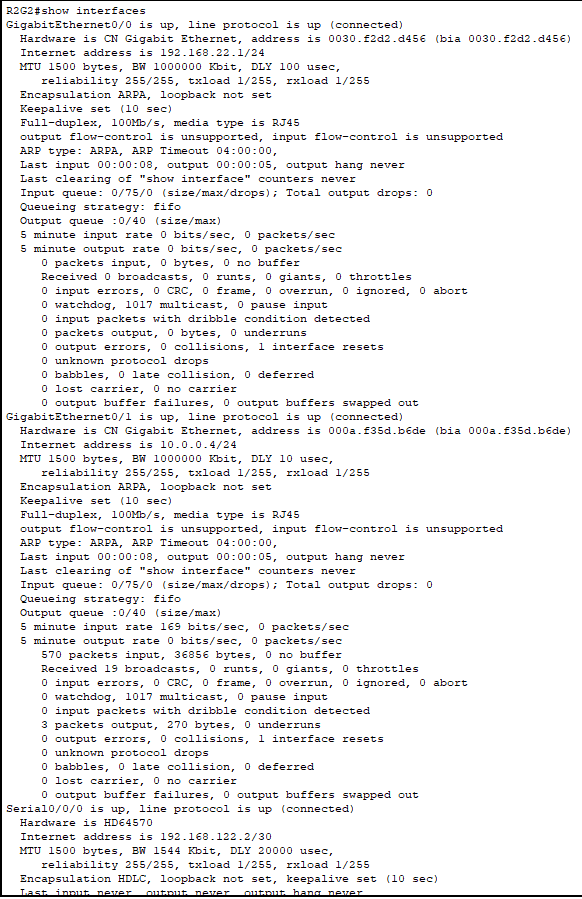 R2G2#show interfaces
GigabitEthernet0/0 is up, line protocol is up (connected)
Hardware is CN Gigabit Ethernet, address is 0030.f2d2.d456 (bia 0030.f2d2.d456)
Internet address is 192.168.22.1/24
MTU 1500 bytes, BW 1000000 Kbit, DLY 100 usec,
reliability 255/255, txload 1/255, rxload 1/255
Encapsulation ARPA, loopback not set
Keepalive set (10 sec)
Full-duplex, 100Mb/s, media type is RJ45
output flow-control is unsupported, input flow-control is unsupported
ARP type: ARPA, ARP Timeout 04:00:00,
Last input 00:00:08, output 00:00:05, output hang never
Last clearing of "show interface" counters never
Input queue: 0/75/0 (size/max/drops); Total output drops: 0
Queueing strategy: fifo
Output queue :0/40 (size/max)
5 minute input rate 0 bits/sec, 0 packets/sec
5 minute output rate 0 bits/sec, 0 packets/sec
0 packets input, 0 bytes, 0 no buffer
Received 0 broadcasts, 0 runts, 0 giants, 0 throttles
0 input errors, 0 CRC, 0 frame, 0 overrun, 0 ignored, 0 abort
0 watchdog, 1017 multicast, 0 pause input
0 input packets with dribble condition detected
0 packets output, 0 bytes, 0 underruns
0 output errors, 0 collisions, 1 interface resets
0 unknown protocol drops
0 babbles, 0 late collision, 0 deferred
0 lost carrier, 0 no carrier
0 output buffer failures, 0 output buffers swapped out
GigabitEthernet0/1 is up, line protocol is up (connected)
Hardware is CN Gigabit Ethernet, address is 000a.f35d.b6de (bia 000a.f35d.b6de)
Internet address is 10.0.0.4/24
MTU 1500 bytes, BW 1000000 Kbit, DLY 10 usec,
reliability 255/255, txload 1/255, rxload 1/255
Encapsulation ARPA, loopback not set
Keepalive set (10 sec)
Full-duplex, 100Mb/s, media type is RJ45
output flow-control is unsupported, input flow-control is unsupported
ARP type: ARPA, ARP Timeout 04:00:00,
Last input 00:00:08, output 00:00:05, output hang never
Last clearing of "show interface" counters never
Input queue: 0/75/0 (size/max/drops); Total output drops: 0
Queueing strategy: fifo
Output queue :0/40 (size/max)
5 minute input rate 169 bits/sec, 0 packets/sec
5 minute output rate 0 bits/sec, 0 packets/sec
570 packets input, 36856 bytes, 0 no buffer
Received 19 broadcasts, 0 runts, 0 giants, 0 throttles
0 input errors, 0 CRC, 0 frame, 0 overrun, 0 ignored, 0 abort
0 watchdog, 1017 multicast, 0 pause input
0 input packets with dribble condition detected
3 packets output, 270 bytes, 0 underruns
0 output errors, 0 collisions, 1 interface resets
0 unknown protocol drops
0 babbles, 0 late collision, 0 deferred
0 lost carrier, 0 no carrier
0 output buffer failures, 0 output buffers swapped out
Serial0/0/0 is up, line protocol is up (connected)
Hardware is HD64570
Internet address is 192.168.122.2/30
MTU 1500 bytes, BW 1544 Kbit, DLY 20000 usec,
reliability 255/255, txload 1/255, rxload 1/255
Encapsulation HDLC, loopback not set, keepalive set (10 sec)
Last input never, output never, output hang never